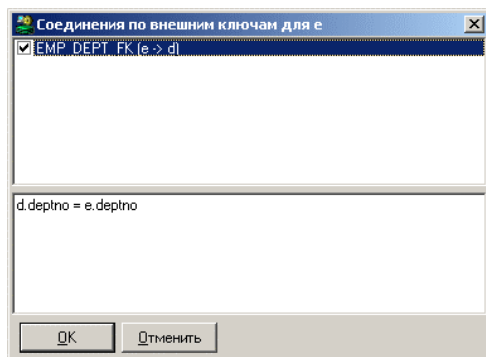 Соединения по внешним ключам для e
EMP_DEPT_FK (e -> d)
d.deptno = e.deptno
OK
Отменить